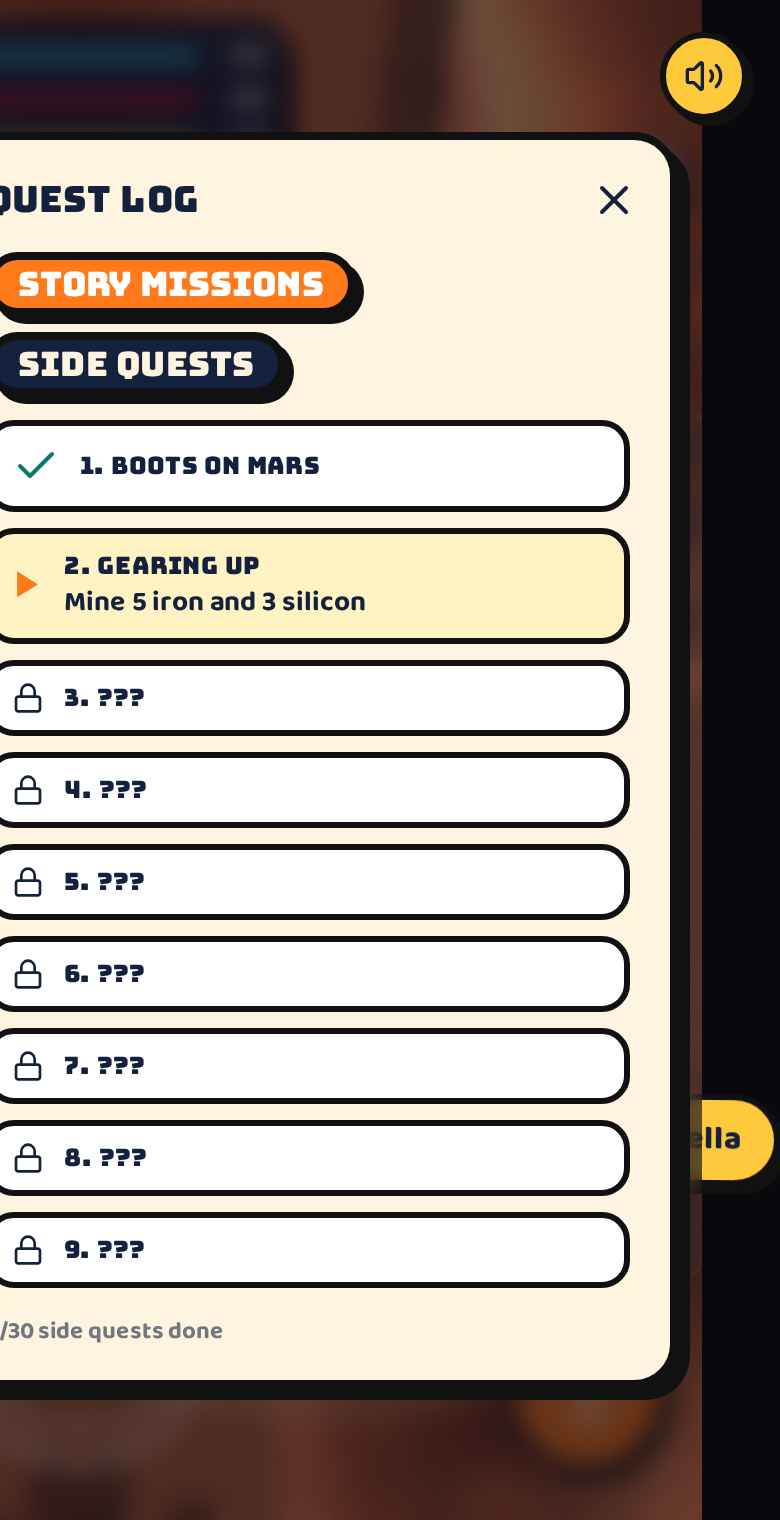 QUEST LOG
STORY MISSIONS
SIDE QUESTS
1. BOOTS ON MARS
2. GEARING UP
Mine 5 iron and 3 silicon
3. ???
4. ???
5. ???
6. ???
7. ???
8. ???
ella
9. ???
/30 side quests done